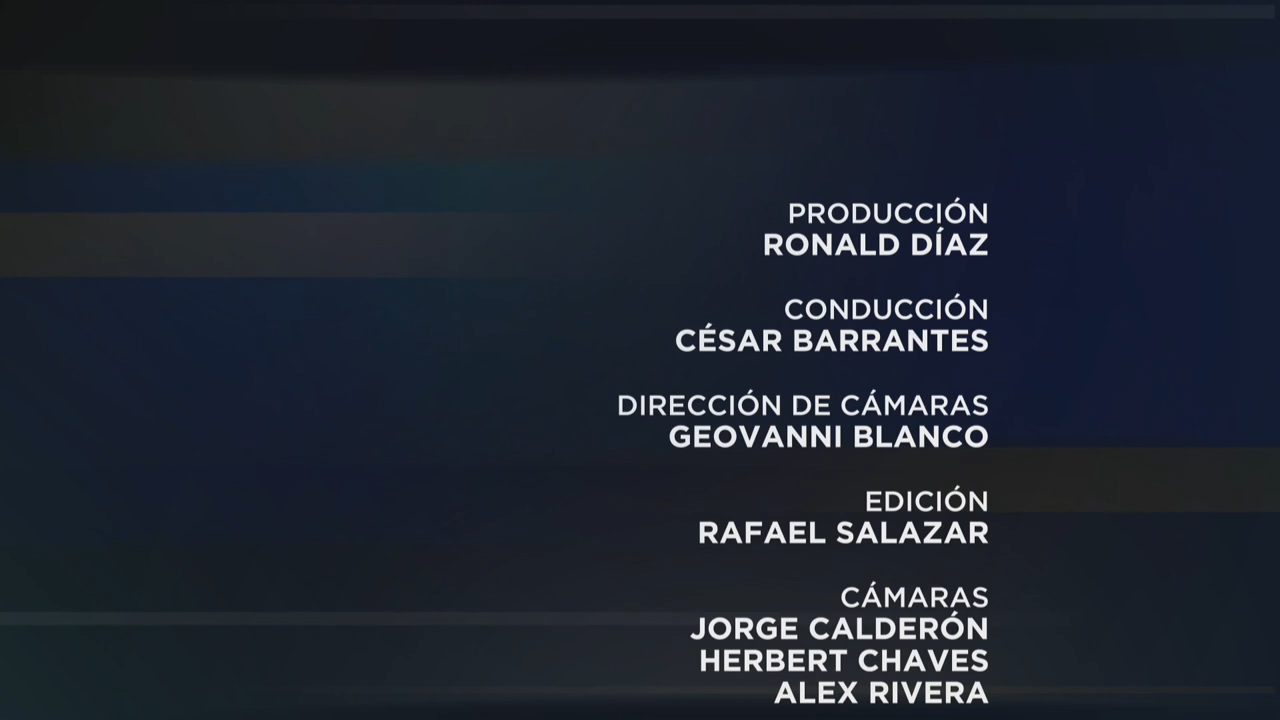 PRODUCCIÓN
RONALD DÍAZ
CONDUCCIÓN
CÉSAR BARRANTES
DIRECCIÓN DE CÁMARAS
GEOVANNI BLANCO
EDICIÓN
RAFAEL SALAZAR
CÁMARAS
JORGE CALDERÓN
HERBERT CHAVES
ALEX RIVERA